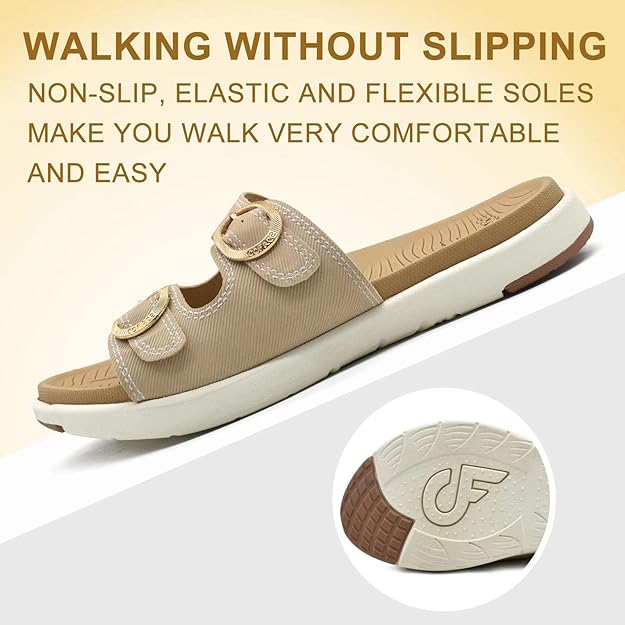 WALKING WITHOUT SLIPPING
NON-SLIP, ELASTIC AND FLEXIBLE SOLES
MAKE YOU WALK VERY COMFORTABLE
AND EASY